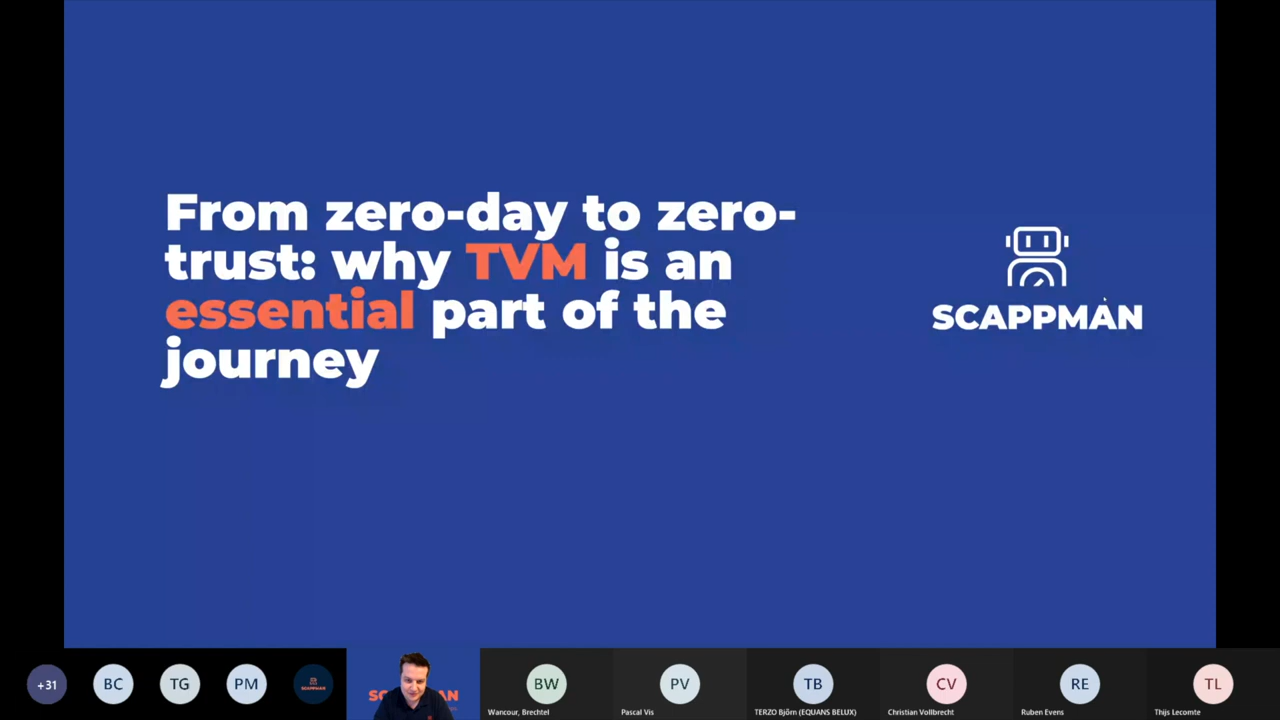 From zero-day to zero-
trust: why TVM is an
essential part of the
journey
SCAPPMAN
+31
BC
TG
PM
BW
PV
TB
CV
RE
TL
Wancour, Brechtel
Pascal Vis
TERZO Björn (EQUANS BELUX)
Christian Vollbrecht
Ruben Evens
Thijs Lecomte